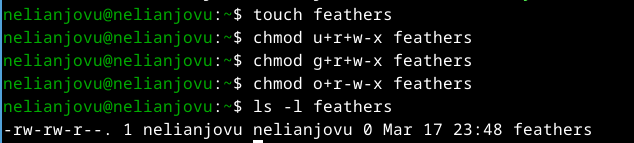 nelianjovu@nelianjovu:~$ touch feathers
nelianjovu@nelianjovu:~$ chmod u+r+w-x feathers
nelianjovu@nelianjovu:~$ chmod g+r+w-x feathers
nelianjovu@nelianjovu:~$ chmod o+r-w-x feathers
nelianjovu@nelianjovu:~$ ls -l feathers
-rw-rw-r--. 1 nelianjovu nelianjovu 0 Mar 17 23:48 feathers